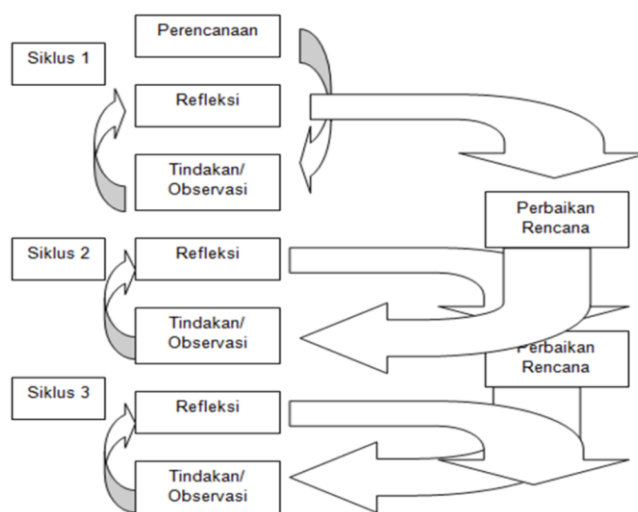 Perencanaan
Siklus 1
Refleksi
Tindakan/
Observasi
Perbaikan
Rencana
Siklus 2
Refleksi
Tindakan/
Observasi
Perbaikan
Rencana
Siklus 3
Refleksi
Tindakan/
Observasi